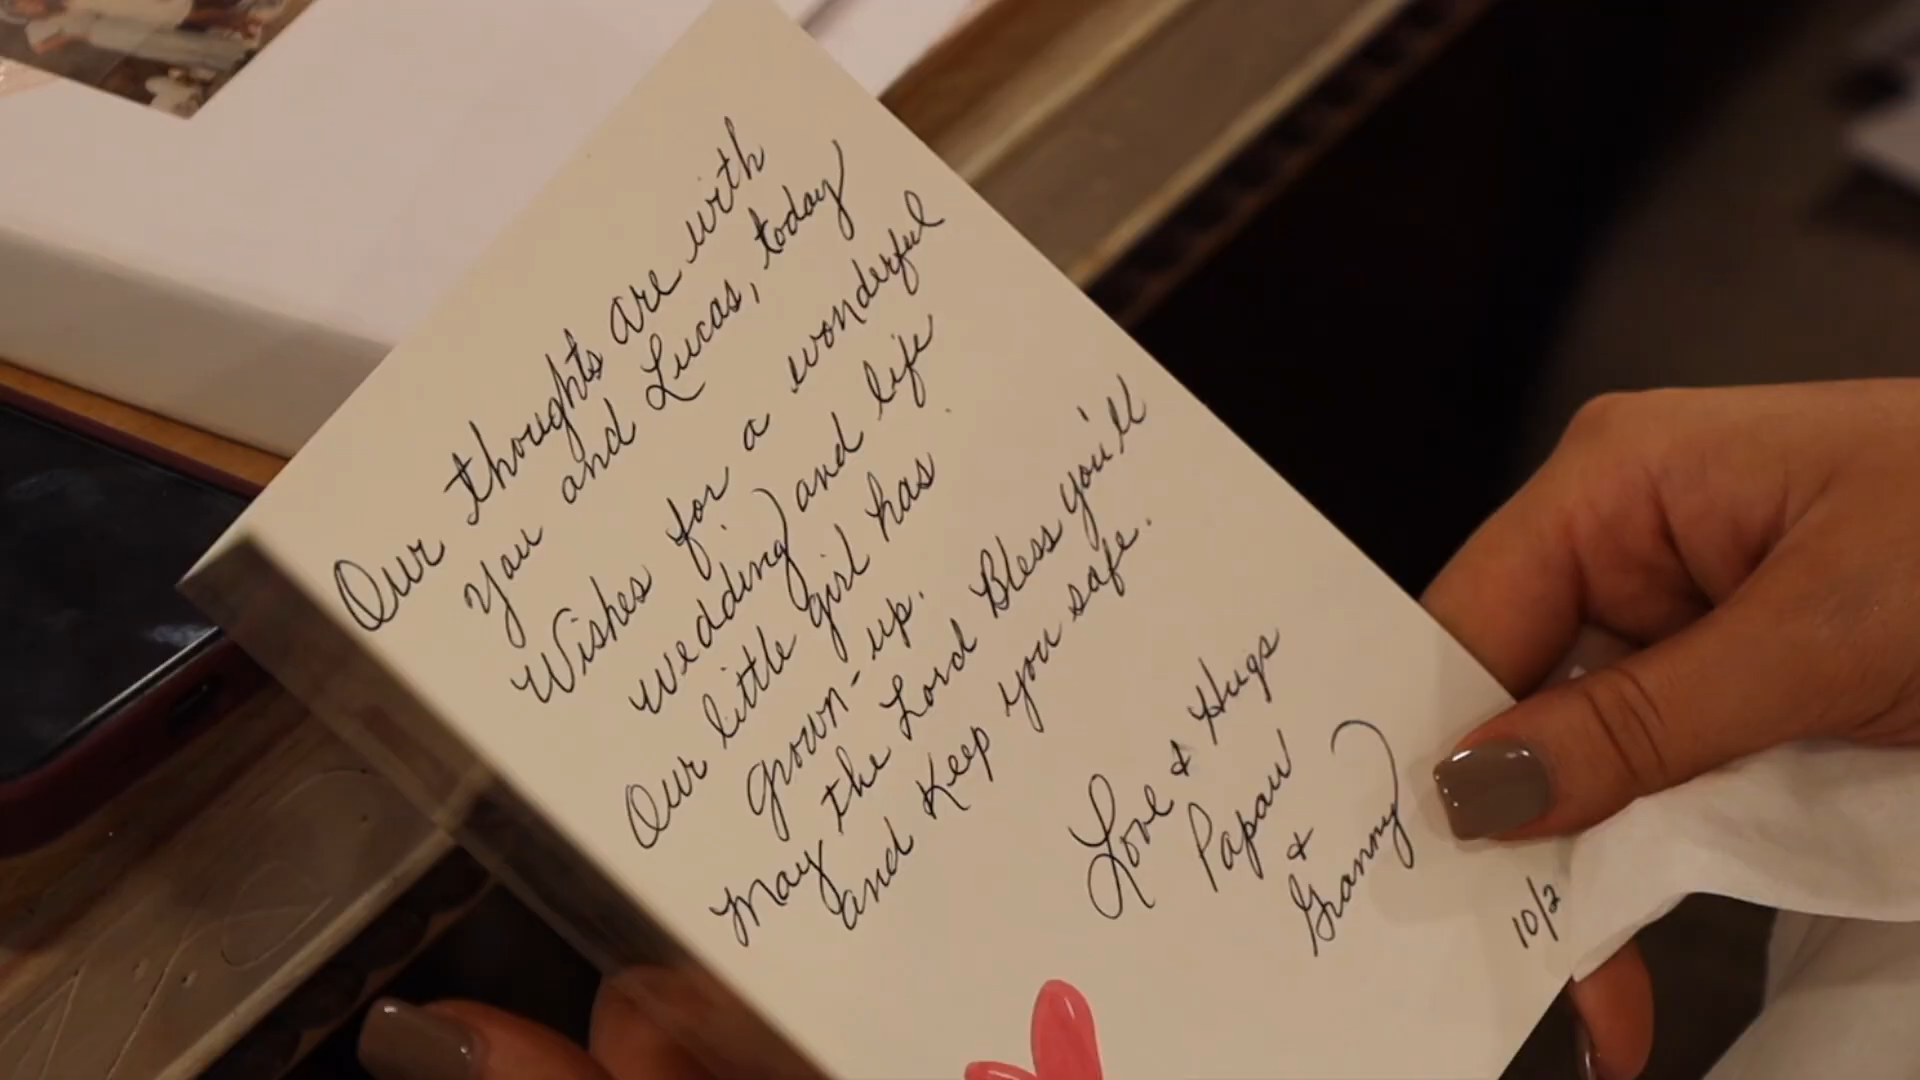 Our thoughts are with
you and Lucas, today
Wishes for a wonderful
wedding and life
Our little girl has
grown-up.
May the Lord Bless you'll
and Keep you safe.
Love & Hugs
Papaw
&
Granny
10/2